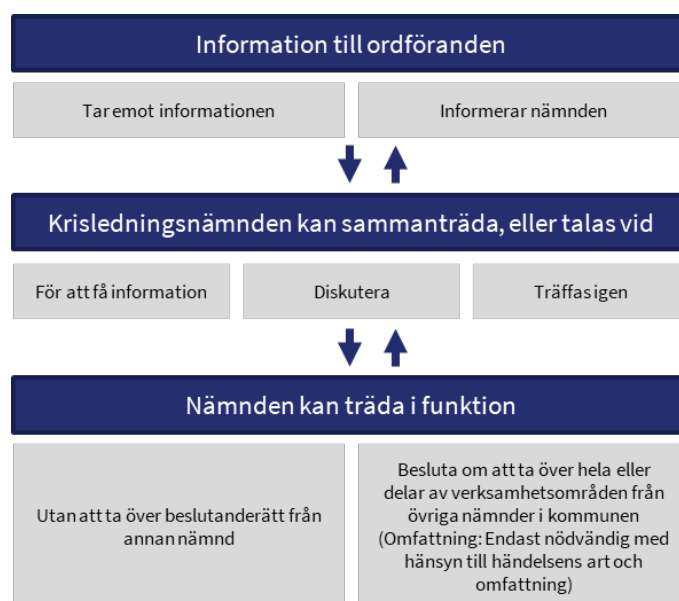 Information till ordföranden
Tar emot informationen
Informerar nämnden
Krisledningsnämnden kan sammanträda, eller talas vid
För att få information
Diskutera
Träffas igen
Nämnden kan träda i funktion
Utan att ta över beslutanderätt från
annan nämnd
Besluta om att ta över hela eller
delar av verksamhetsområden från
övriga nämnder i kommunen
(Omfattning: Endast nödvändig med
hänsyn till händelsens art och
omfattning)